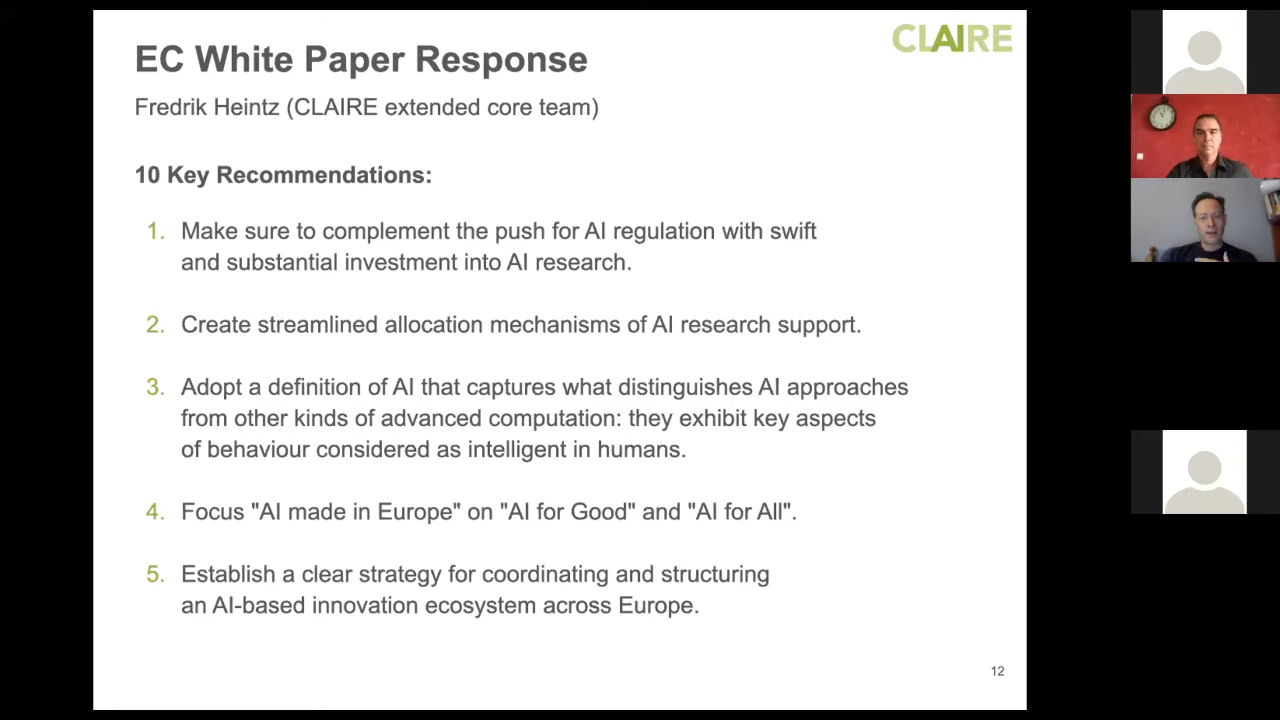 CLAIRE
EC White Paper Response
Fredrik Heintz (CLAIRE extended core team)
10 Key Recommendations:
1. Make sure to complement the push for AI regulation with swift
and substantial investment into AI research.
2. Create streamlined allocation mechanisms of AI research support.
3. Adopt a definition of AI that captures what distinguishes AI approaches
from other kinds of advanced computation: they exhibit key aspects
of behaviour considered as intelligent in humans.
4. Focus "AI made in Europe" on "AI for Good" and "AI for All".
5. Establish a clear strategy for coordinating and structuring
an AI-based innovation ecosystem across Europe.
12